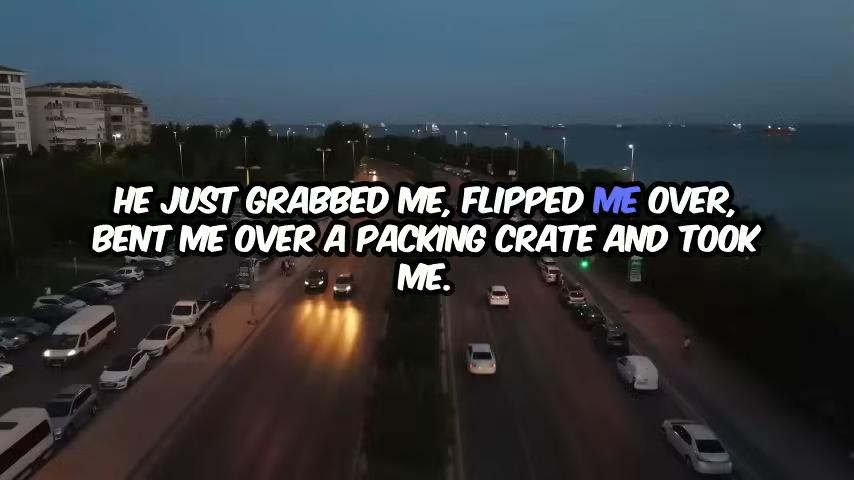 HE JUST GRABBED ME, FLIPPED ME OVER,
BENT ME OVER A PACKING CRATE AND TOOK
ME.